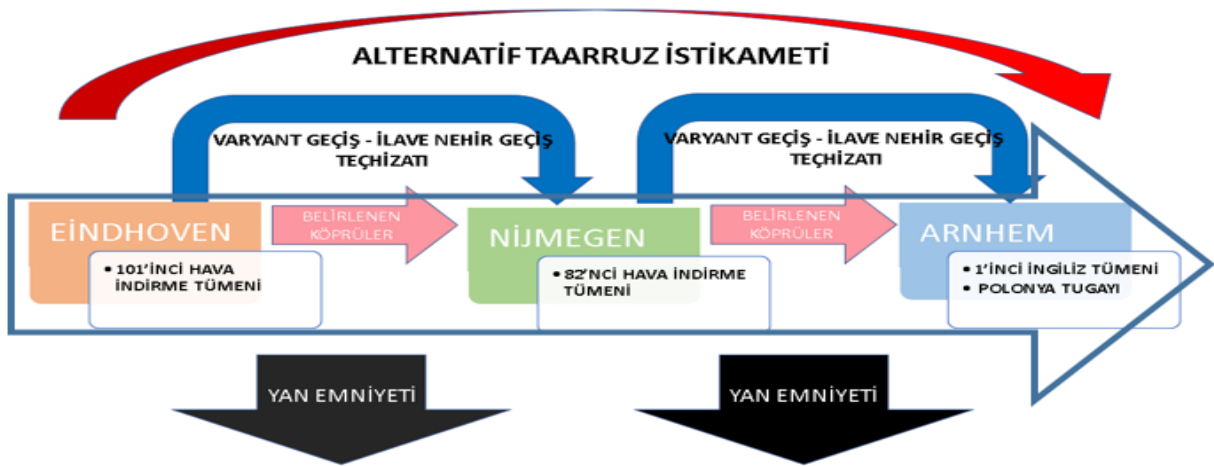 ALTERNATİF TAARRUZ İSTİKAMETİ
VARYANT GEÇİŞ - İLAVE NEHİR GEÇİŞ
TEÇHİZATI
VARYANT GEÇİŞ - İLAVE NEHİR GEÇİŞ
TEÇHİZATI
EİNDHOVEN
• 101'İNCİ HAVA
İNDİRME TÜMENİ
BELİRLENEN
KÖPRÜLER
NİJMEGEN
• 82'NCİ HAVA İNDİRME
TÜMENİ
BELİRLENEN
KÖPRÜLER
ARNHEM
• 1'İNCİ İNGİLİZ TÜMENİ
• POLONYA TUGAYI
YAN EMNİYETİ
YAN EMNİYETİ